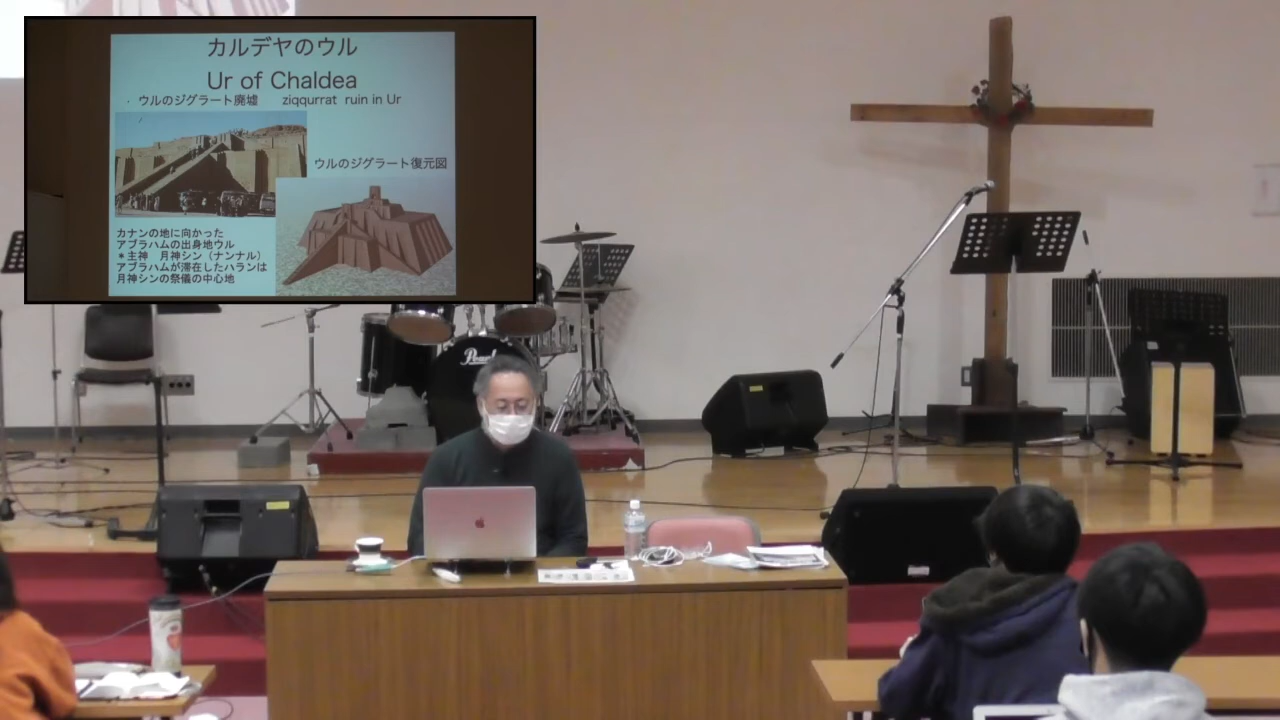 カルデヤのウル
Ur of Chaldea
・ウルのジグラート廃墟 ziqqurrat ruin in Ur
ウルのジグラート復元図
カナンの地に向かった
アブラハムの出身地ウル
＊主神 月神シン（ナンナル）
アブラハムが滞在したハランは
月神シンの祭儀の中心地
Pearl